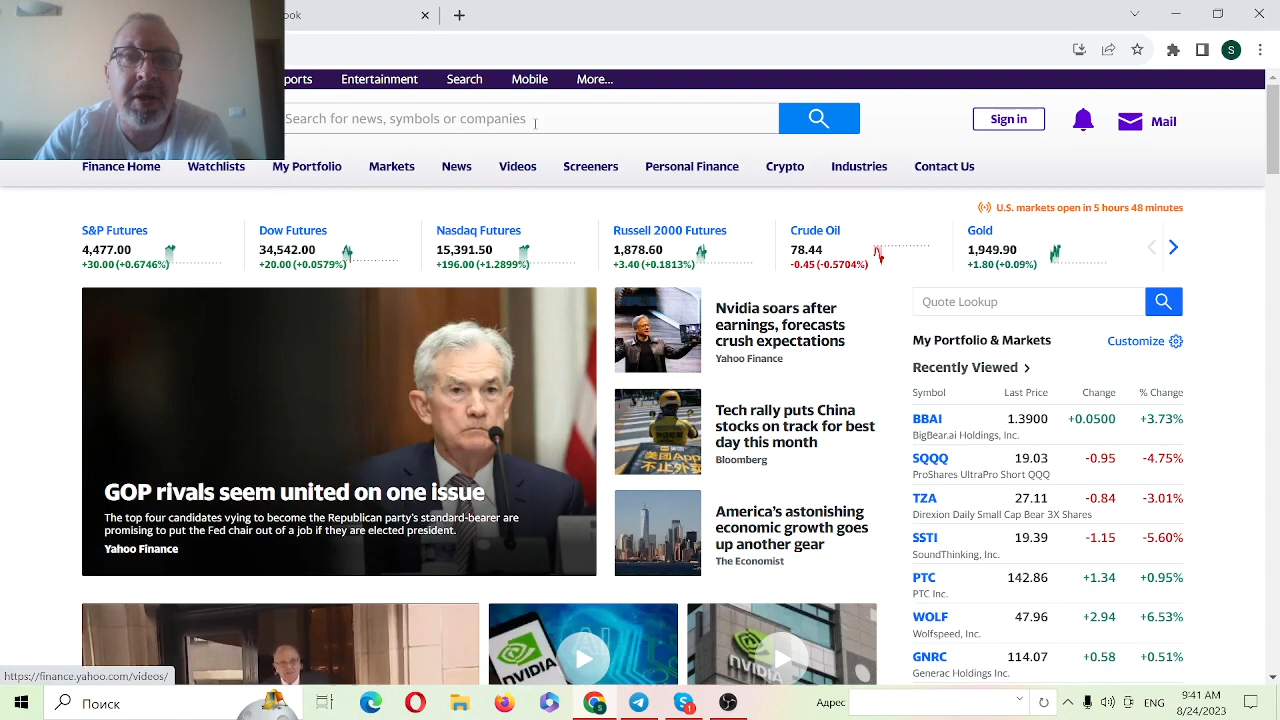 ook
ports Entertainment Search Mobile More...
Search for news, symbols or companies
Sign in
Mail
Finance Home Watchlists My Portfolio Markets News Videos Screeners Personal Finance Crypto Industries Contact Us
U.S. markets open in 5 hours 48 minutes
S&P Futures
4,477.00
+30.00 (+0.6746%)
Dow Futures
34,542.00
+20.00 (+0.0579%)
Nasdaq Futures
15,391.50
+196.00 (+1.2899%)
Russell 2000 Futures
1,878.60
+3.40 (+0.1813%)
Crude Oil
78.44
-0.45 (-0.5704%)
Gold
1,949.90
+1.80 (+0.09%)
GOP rivals seem united on one issue
The top four candidates vying to become the Republican party's standard-bearer are
promising to put the Fed chair out of a job if they are elected president.
Yahoo Finance
Nvidia soars after
earnings, forecasts
crush expectations
Yahoo Finance
Tech rally puts China
stocks on track for best
day this month
Bloomberg
America's astonishing
economic growth goes
up another gear
The Economist
Quote Lookup
My Portfolio & Markets
Customize
Recently Viewed
Symbol Last Price Change % Change
BBAI 1.3900 +0.0500 +3.73%
BigBear.ai Holdings, Inc.
SQQQ 19.03 -0.95 -4.75%
ProShares UltraPro Short QQQ
TZA 27.11 -0.84 -3.01%
Direxion Daily Small Cap Bear 3X Shares
SSTI 19.39 -1.15 -5.60%
SoundThinking, Inc.
PTC 142.86 +1.34 +0.95%
PTC Inc.
WOLF 47.96 +2.94 +6.53%
Wolfspeed, Inc.
GNRC 114.07 +0.58 +0.51%
Generac Holdings Inc.
NVIDIA
AI
NVIDIA
https://finance.yahoo.com/videos/
Поиск
Адрес
9:41 AM
8/24/2023
S
S
1